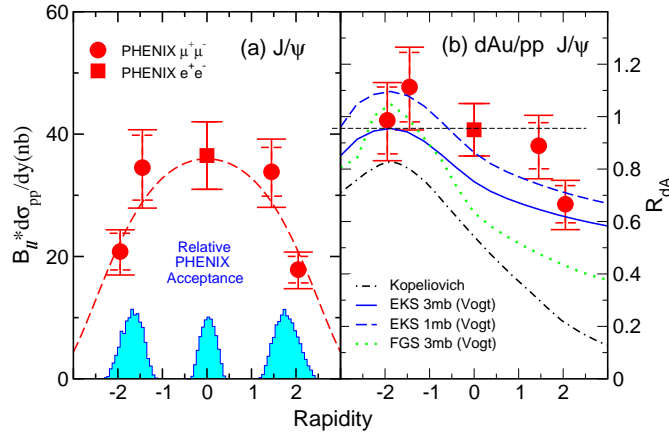 60
40
20
0
B_ll*dσ_pp/dy(nb)
PHENIX μ⁺μ⁻
PHENIX e⁺e⁻
(a) J/ψ
Relative
PHENIX
Acceptance
-2 -1 0 1 2
(b) dAu/pp J/ψ
Kopeliovich
EKS 3mb (Vogt)
EKS 1mb (Vogt)
FGS 3mb (Vogt)
-2 -1 0 1 2
1.2
1
0.8
0.6
0.4
0.2
0
R_dA
Rapidity